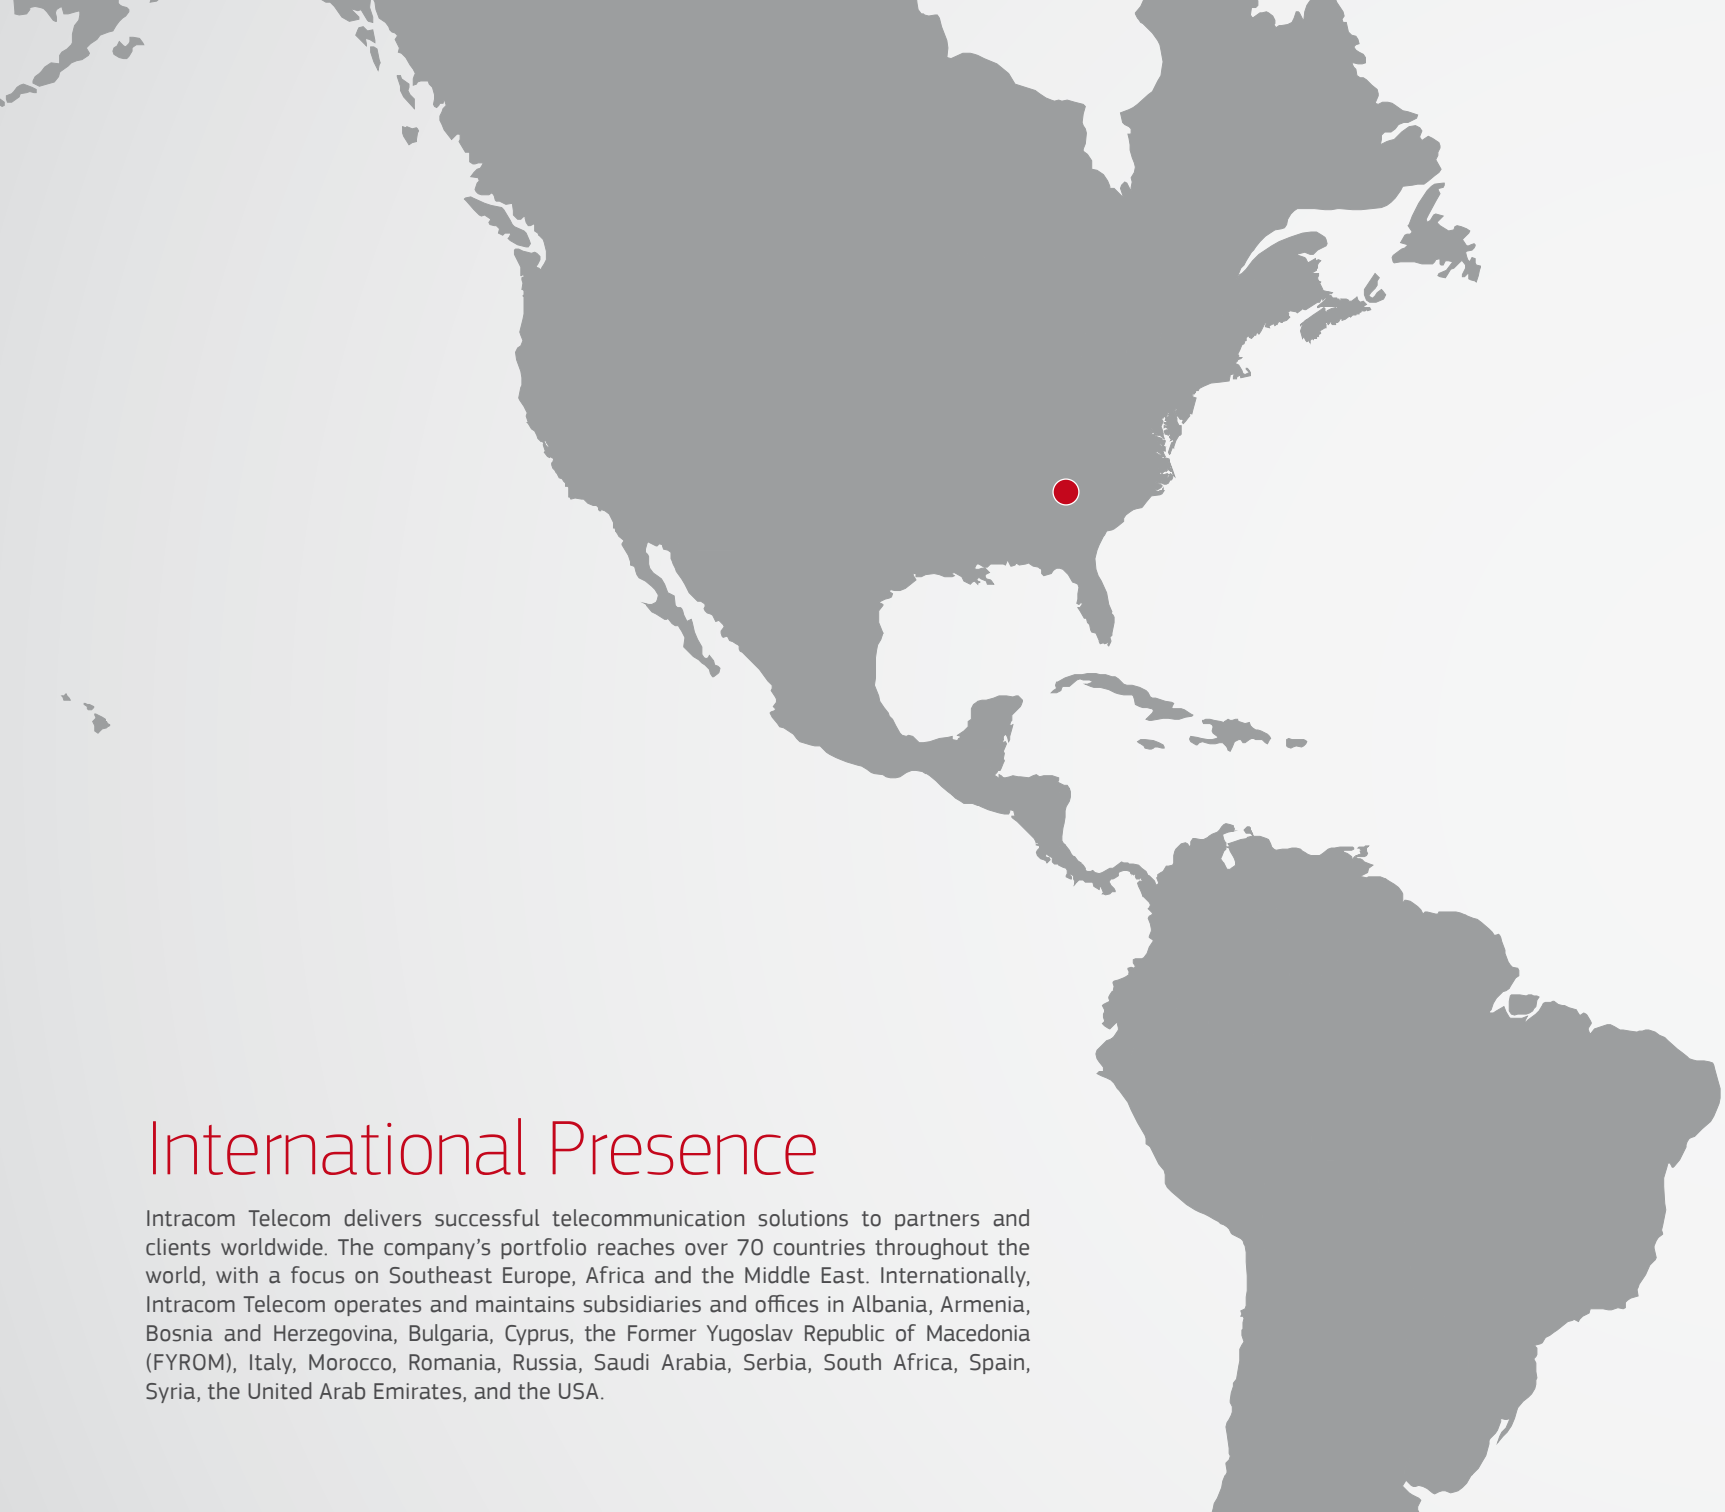 International Presence
Intracom Telecom delivers successful telecommunication solutions to partners and
clients worldwide. The company’s portfolio reaches over 70 countries throughout the
world, with a focus on Southeast Europe, Africa and the Middle East. Internationally,
Intracom Telecom operates and maintains subsidiaries and offices in Albania, Armenia,
Bosnia and Herzegovina, Bulgaria, Cyprus, the Former Yugoslav Republic of Macedonia
(FYROM), Italy, Morocco, Romania, Russia, Saudi Arabia, Serbia, South Africa, Spain,
Syria, the United Arab Emirates, and the USA.